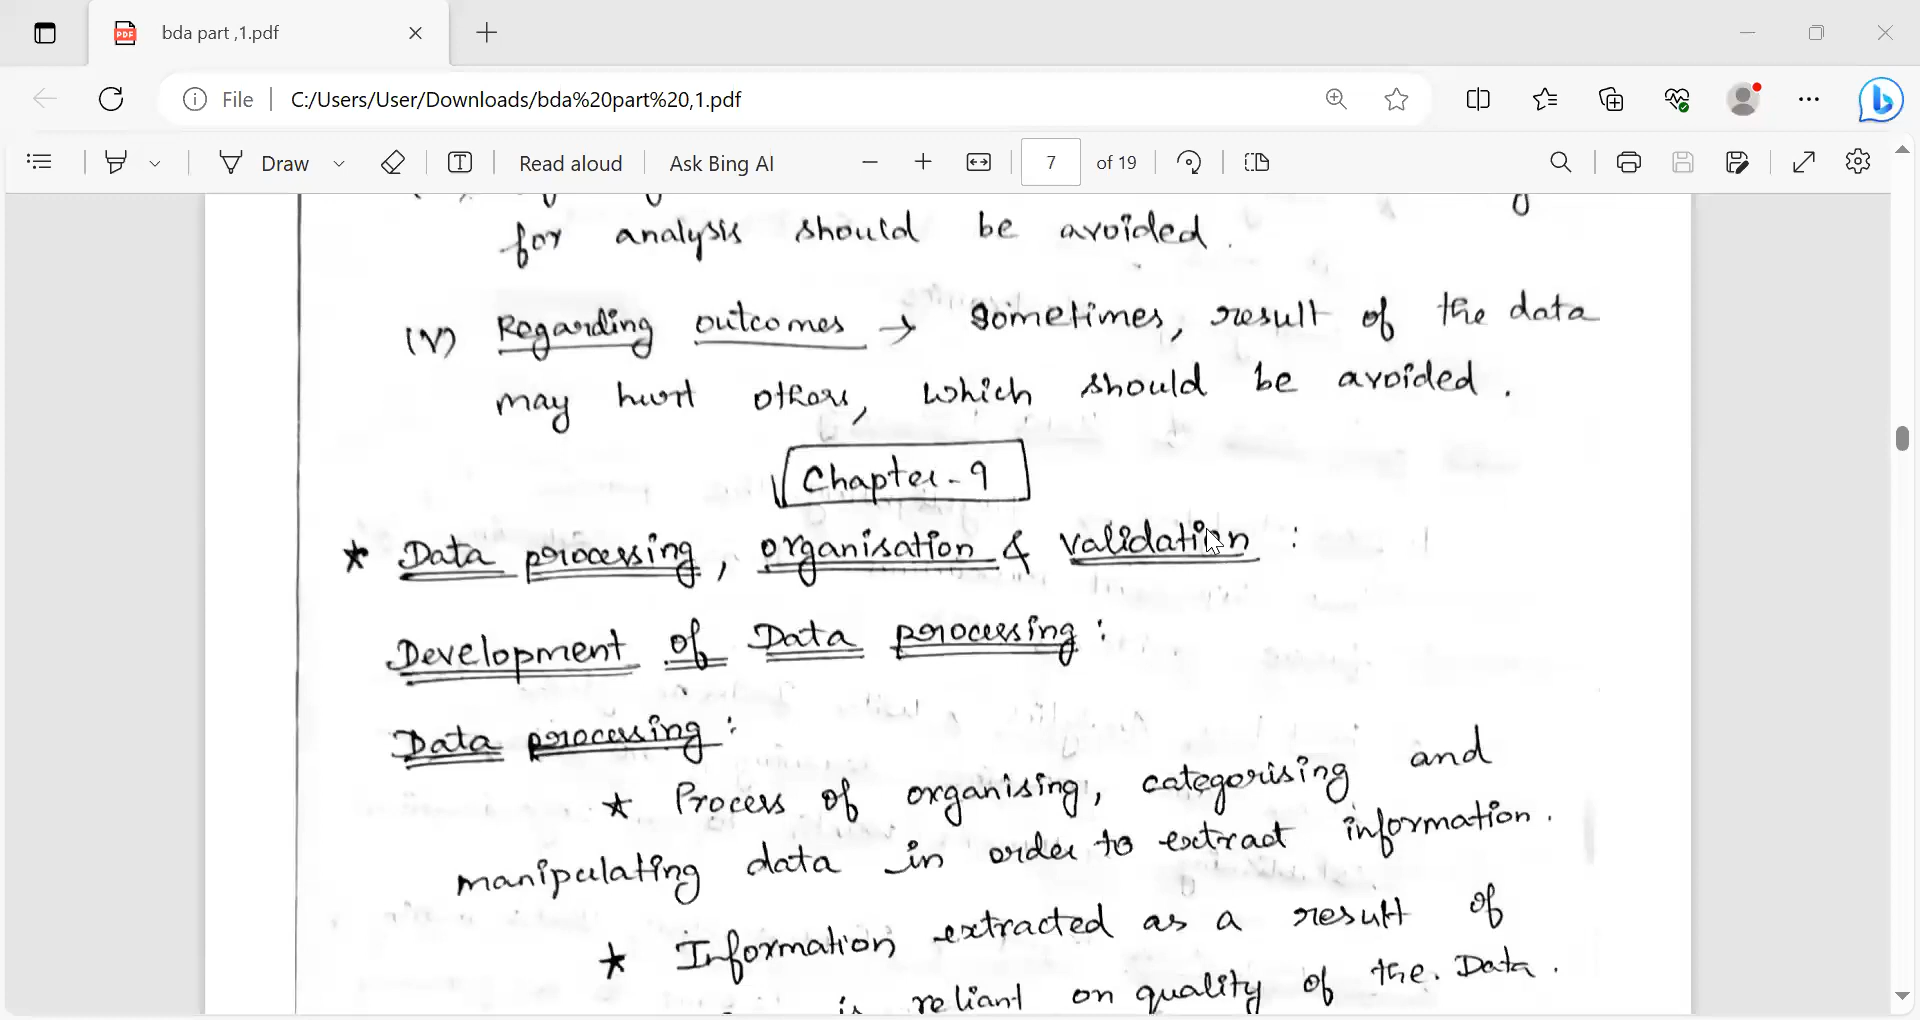 bda part ,1.pdf
File | C:/Users/User/Downloads/bda%20part%20,1.pdf
Draw Read aloud Ask Bing AI 7 of 19
for analysis should be avoided.
(V) Regarding outcomes → Sometimes, result of the data
may hurt others, which should be avoided.
Chapter-9
* Data processing, organisation & validation :
Development of Data processing :
Data processing :
* Process of organising, categorising and
manipulating data in order to extract information.
* Information extracted as a result of
is reliant on quality of the. Data.